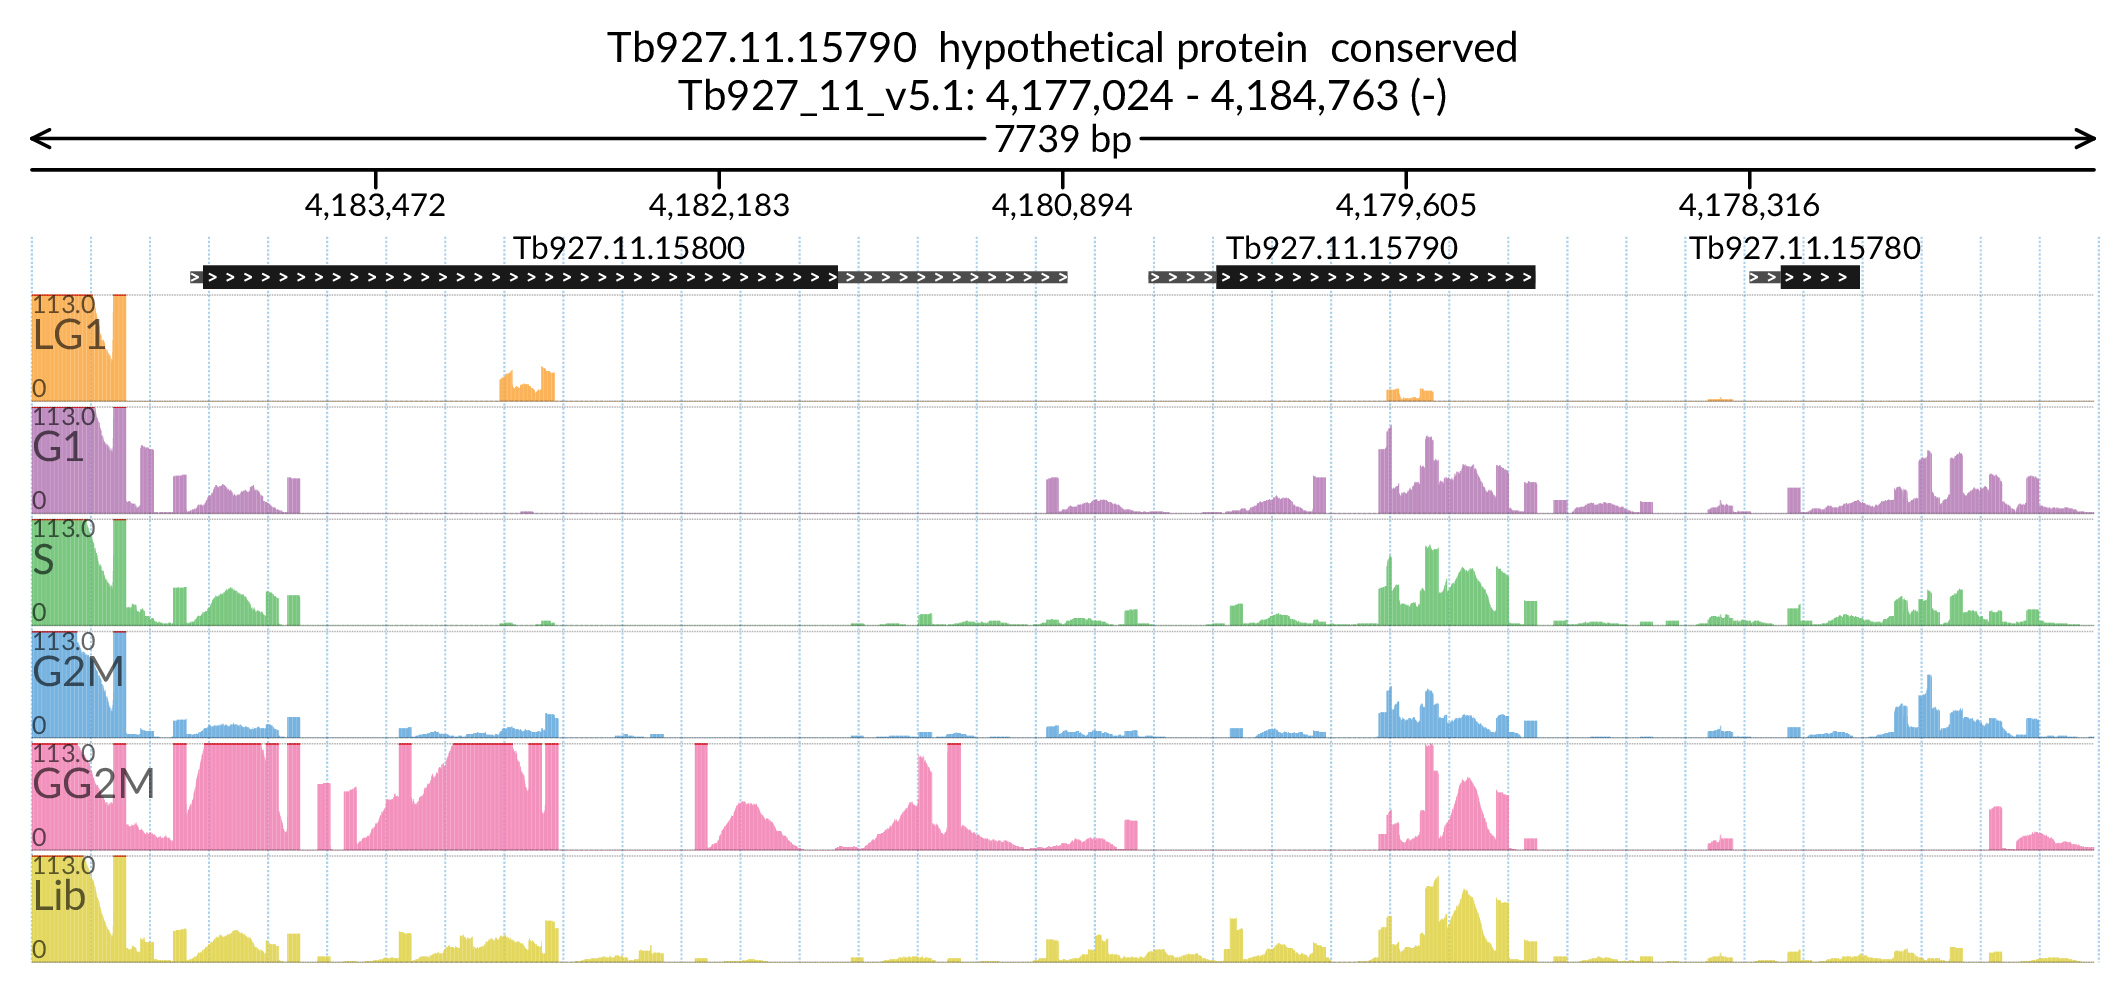 Tb927.11.15790  hypothetical protein  conserved
Tb927_11_v5.1: 4,177,024 - 4,184,763 (-)
7739 bp
4,183,472 4,182,183 4,180,894 4,179,605 4,178,316
Tb927.11.15800 Tb927.11.15790 Tb927.11.15780
113.0
LG1
0
113.0
G1
0
113.0
S
0
113.0
G2M
0
113.0
GG2M
0
113.0
Lib
0